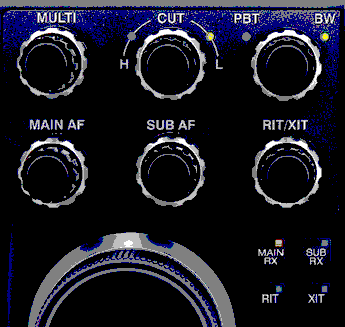 MULTI CUT PBT BW
H L
MAIN AF SUB AF RIT/XIT
MAIN RX SUB RX
RIT XIT